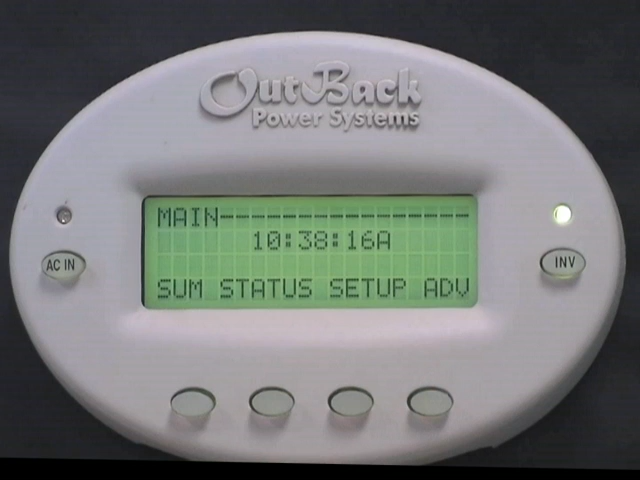 OutBack
Power Systems
MAIN-----------------
10:38:16A
AC IN
INV
SUM STATUS SETUP ADV